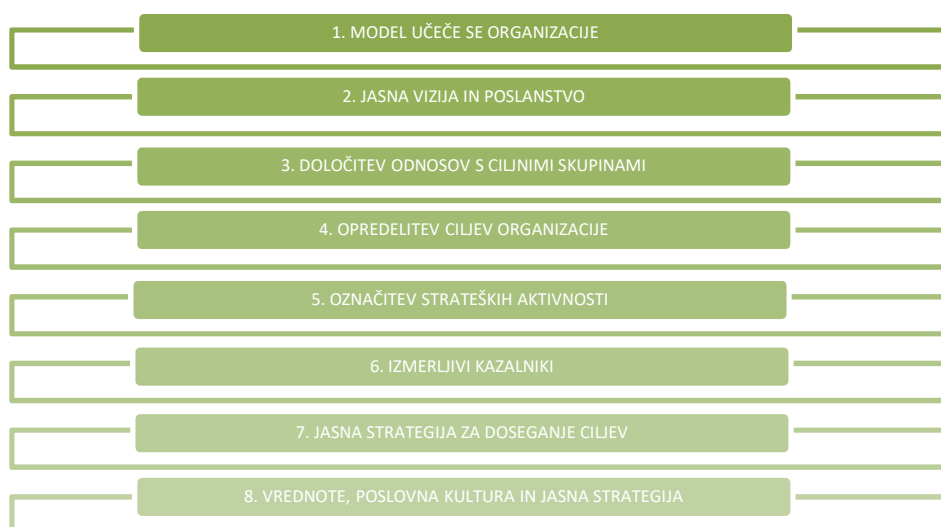 1. MODEL UČEČE SE ORGANIZACIJE
2. JASNA VIZIJA IN POSLANSTVO
3. DOLOČITEV ODNOSOV S CILJNIMI SKUPINAMI
4. OPREDELITEV CILJEV ORGANIZACIJE
5. OZNAČITEV STRATEŠKIH AKTIVNOSTI
6. IZMERLJIVI KAZALNIKI
7. JASNA STRATEGIJA ZA DOSEGANJE CILJEV
8. VREDNOTE, POSLOVNA KULTURA IN JASNA STRATEGIJA